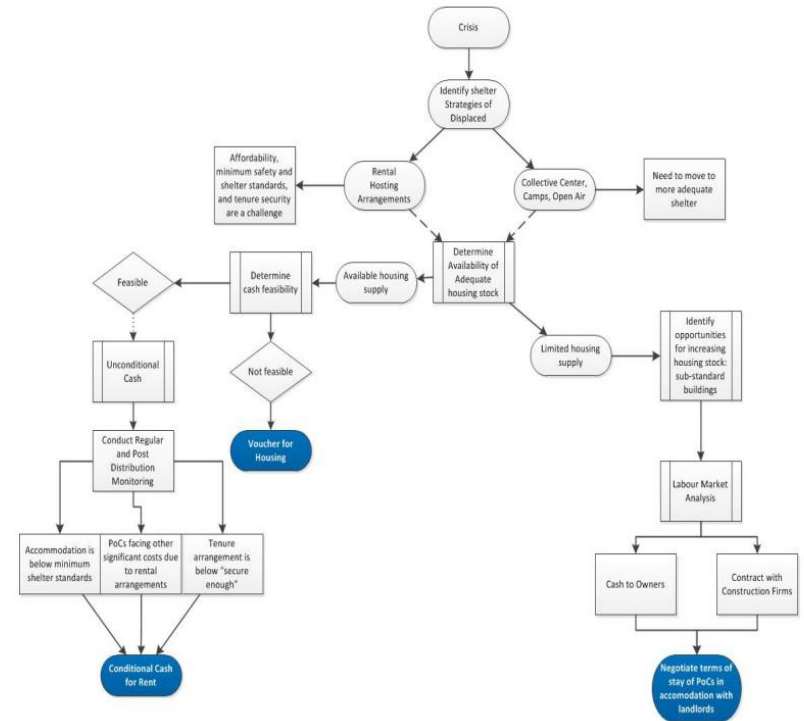 Crisis
Identify shelter
Strategies of
Displaced
Affordability,
minimum safety and
shelter standards,
and tenure security
are a challenge
Rental
Hosting
Arrangements
Collective Center,
Camps, Open Air
Need to move to
more adequate
shelter
Feasible
Determine
cash feasibility
Available housing
supply
Determine
Availability of
Adequate
housing stock
Limited housing
supply
Identify
opportunities
for increasing
housing stock:
sub-standard
buildings
Unconditional
Cash
Not feasible
Voucher for
Housing
Conduct Regular
and Post
Distribution
Monitoring
Labour Market
Analysis
Accommodation is
below minimum
shelter standards
PoCs facing other
significant costs due
to rental
arrangements
Tenure
arrangement is
below “secure
enough”
Cash to Owners
Contract with
Construction Firms
Conditional Cash
for Rent
Negotiate terms of
stay of PoCs in
accomodation with
landlords